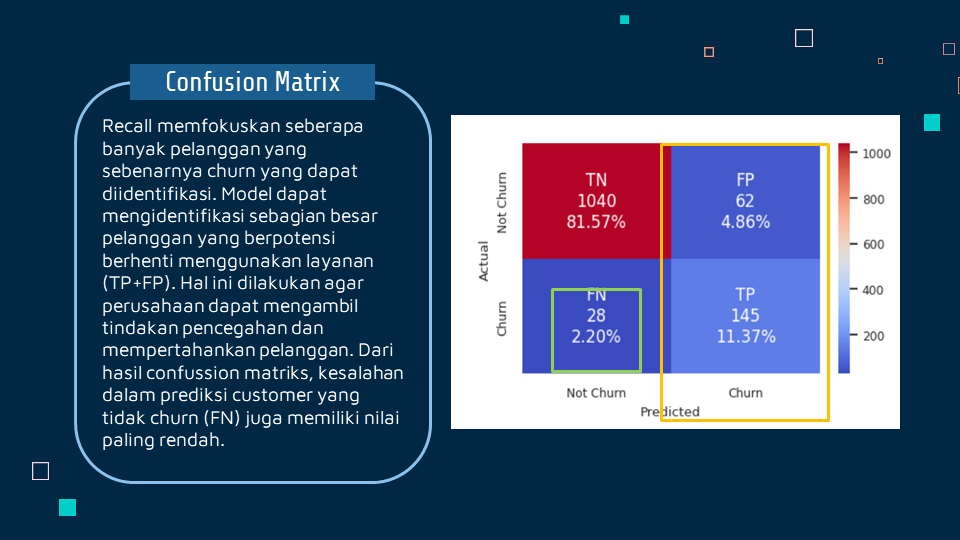 Confusion Matrix
Recall memfokuskan seberapa
banyak pelanggan yang
sebenarnya churn yang dapat
diidentifikasi. Model dapat
mengidentifikasi sebagian besar
pelanggan yang berpotensi
berhenti menggunakan layanan
(TP+FP). Hal ini dilakukan agar
perusahaan dapat mengambil
tindakan pencegahan dan
mempertahankan pelanggan. Dari
hasil confussion matriks, kesalahan
dalam prediksi customer yang
tidak churn (FN) juga memiliki nilai
paling rendah.
Actual
Not Churn
Churn
TN
1040
81.57%
FP
62
4.86%
FN
28
2.20%
TP
145
11.37%
Not Churn
Churn
Predicted
1000
800
600
400
200